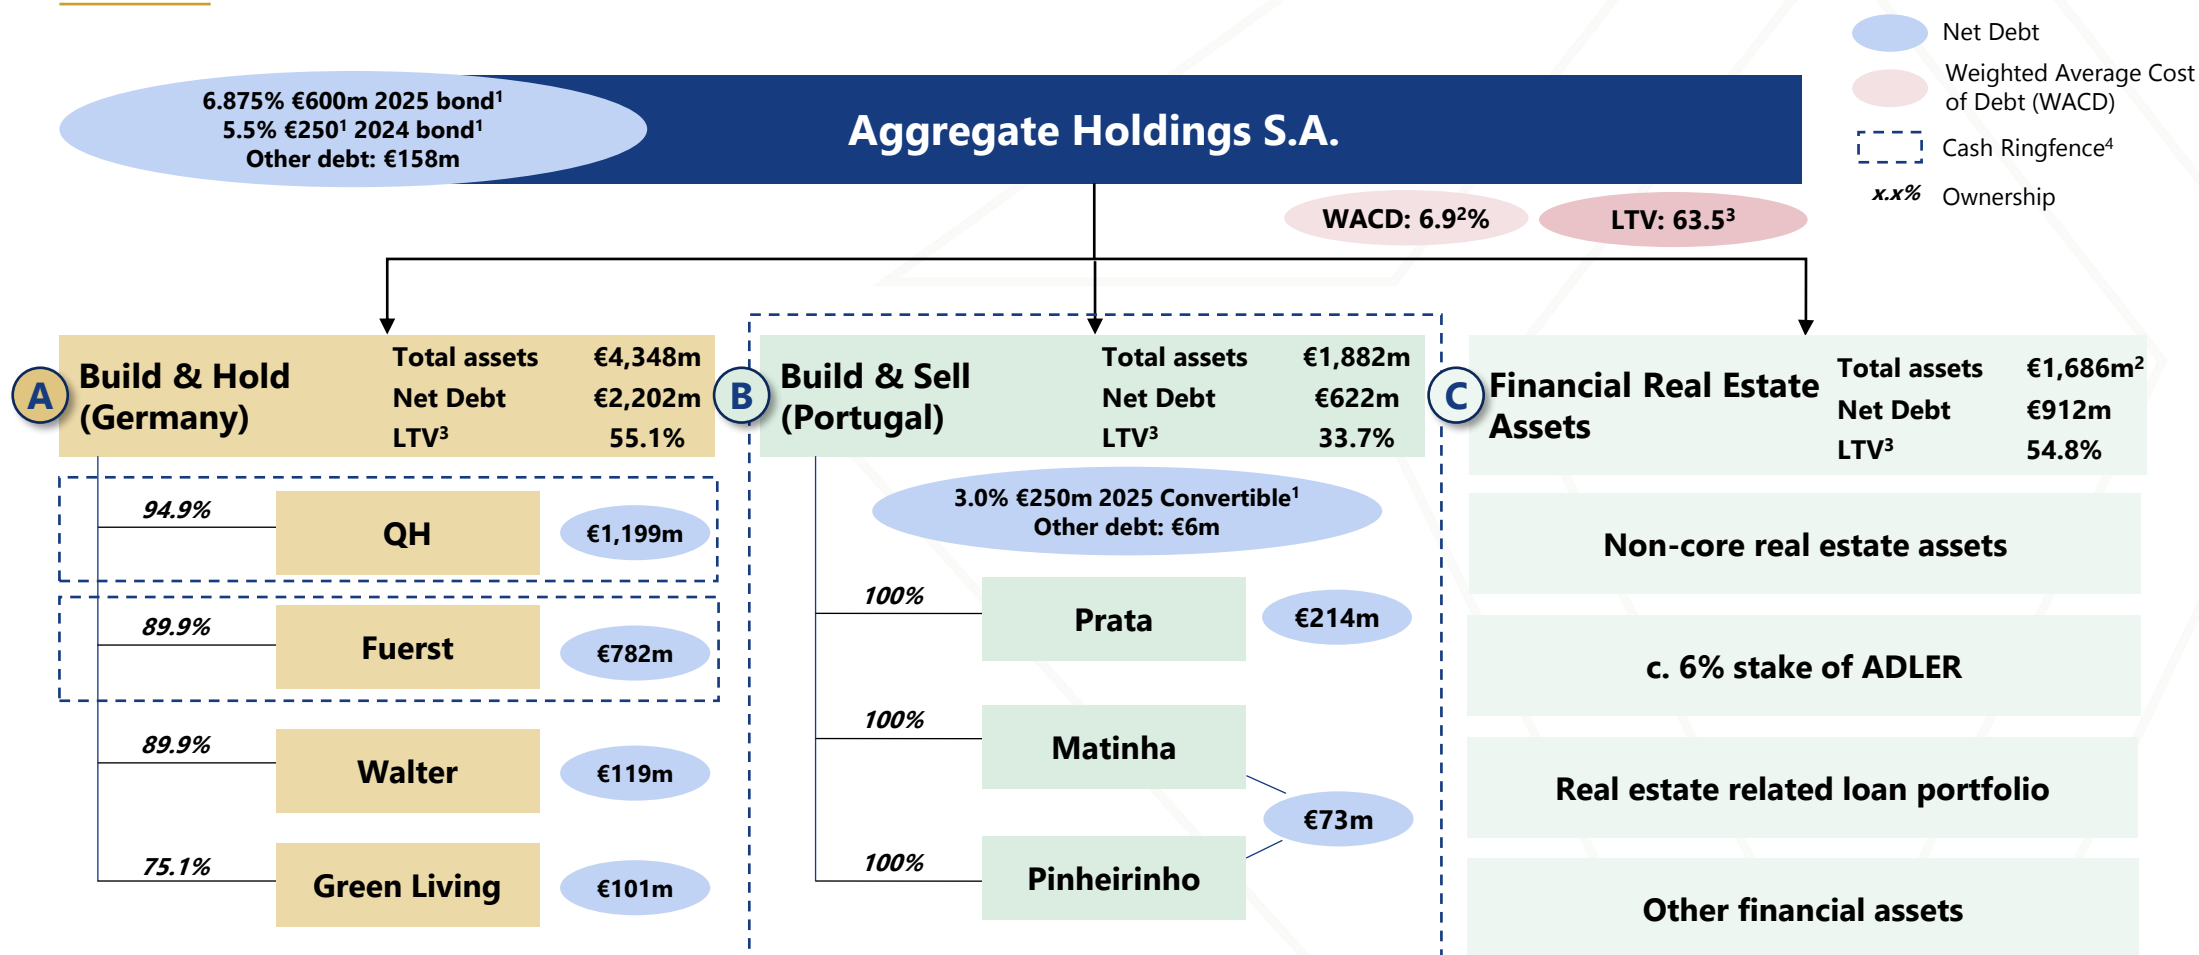 Net Debt
Weighted Average Cost
of Debt (WACD)
Cash Ringfence⁴
x.x% Ownership
6.875% €600m 2025 bond¹
5.5% €250¹ 2024 bond¹
Other debt: €158m
Aggregate Holdings S.A.
WACD: 6.9²%
LTV: 63.5³
A
Build & Hold
(Germany)
Total assets €4,348m
Net Debt €2,202m
LTV³ 55.1%
94.9%
QH
€1,199m
89.9%
Fuerst
€782m
89.9%
Walter
€119m
75.1%
Green Living
€101m
B
Build & Sell
(Portugal)
Total assets €1,882m
Net Debt €622m
LTV³ 33.7%
3.0% €250m 2025 Convertible¹
Other debt: €6m
100%
Prata
€214m
100%
Matinha
€73m
100%
Pinheirinho
C
Financial Real Estate
Assets
Total assets €1,686m²
Net Debt €912m
LTV³ 54.8%
Non-core real estate assets
c. 6% stake of ADLER
Real estate related loan portfolio
Other financial assets